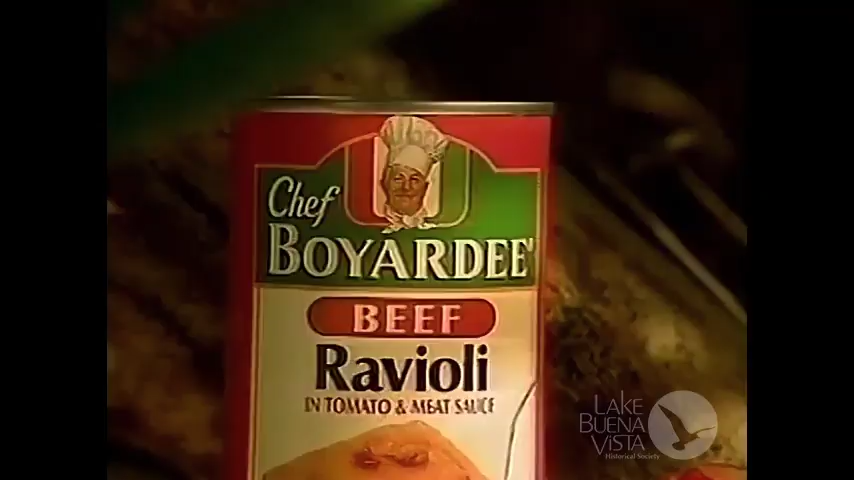 Chef
BOYARDEE
BEEF
Ravioli
IN TOMATO & MEAT SAUCE
LAKE
BUENA
VISTA
Historical Society